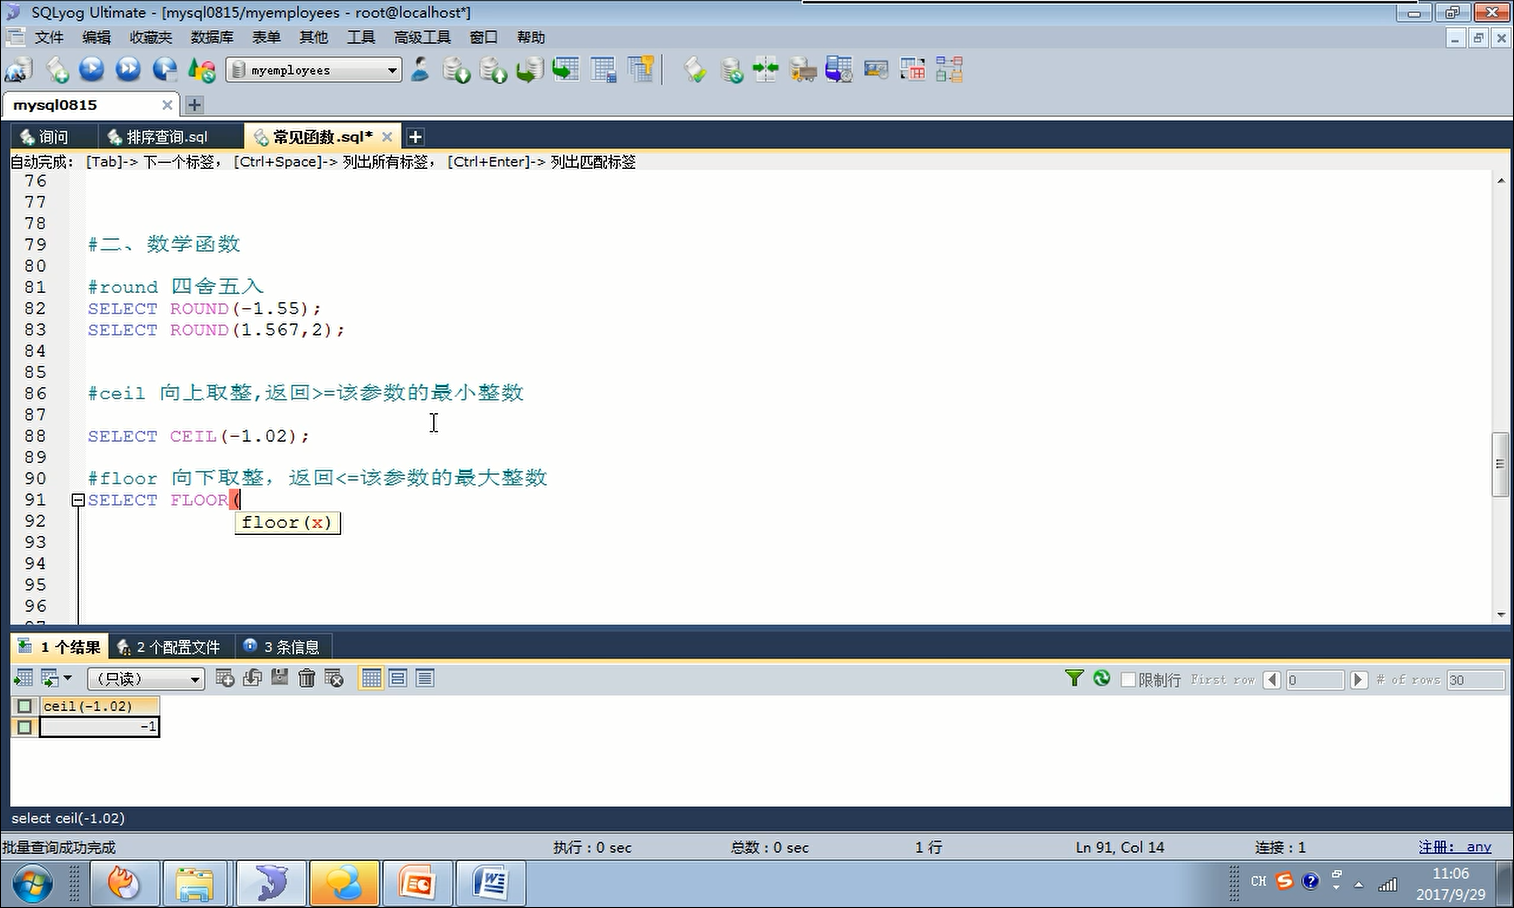 SQLyog Ultimate - [mysql0815/myemployees - root@localhost*]
文件 编辑 收藏夹 数据库 表单 其他 工具 高级工具 窗口 帮助
myemployees
mysql0815
询问 排序查询.sql 常见函数.sql*
自动完成: [Tab]-> 下一个标签, [Ctrl+Space]-> 列出所有标签, [Ctrl+Enter]-> 列出匹配标签
76
77
78
79 #二、数学函数
80
81 #round 四舍五入
82 SELECT ROUND(-1.55);
83 SELECT ROUND(1.567,2);
84
85
86 #ceil 向上取整,返回>=该参数的最小整数
87
88 SELECT CEIL(-1.02);
89
90 #floor 向下取整, 返回<=该参数的最大整数
91 SELECT FLOOR(
92 floor(x)
93
94
95
96
1 个结果 2 个配置文件 3 条信息
(只读) 限制行 First row 0 # of rows 30
ceil(-1.02)
-1
select ceil(-1.02)
批量查询成功完成 执行 : 0 sec 总数 : 0 sec 1 行 Ln 91, Col 14 连接 : 1 注册: any
CH 11:06
2017/9/29